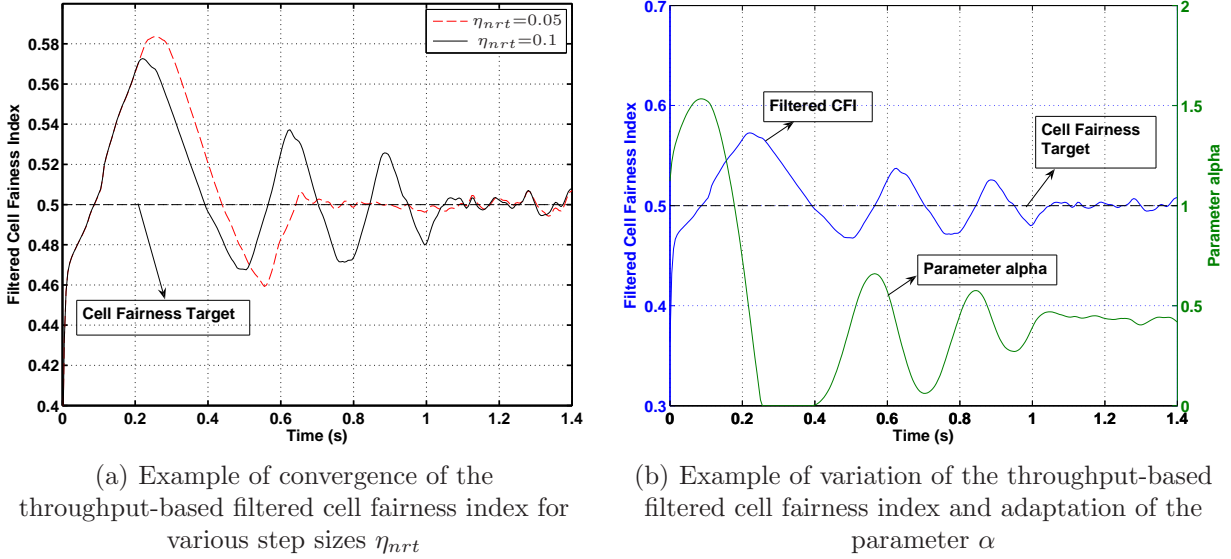 η_nrt=0.05
η_nrt=0.1
Filtered Cell Fainess Index
0.58
0.56
0.54
0.52
0.5
0.48
0.46
0.44
0.42
0.4
Cell Fairness Target
0 0.2 0.4 0.6 0.8 1 1.2 1.4
Time (s)
(a) Example of convergence of the
throughput-based filtered cell fairness index for
various step sizes η_nrt
Filtered Cell Fairness Index
0.7
0.6
0.5
0.4
0.3
Filtered CFI
Cell Fairness
Target
Parameter alpha
2
1.5
1
0.5
0
Parameter alpha
0 0.2 0.4 0.6 0.8 1 1.2 1.4
Time (s)
(b) Example of variation of the throughput-based
filtered cell fairness index and adaptation of the
parameter α